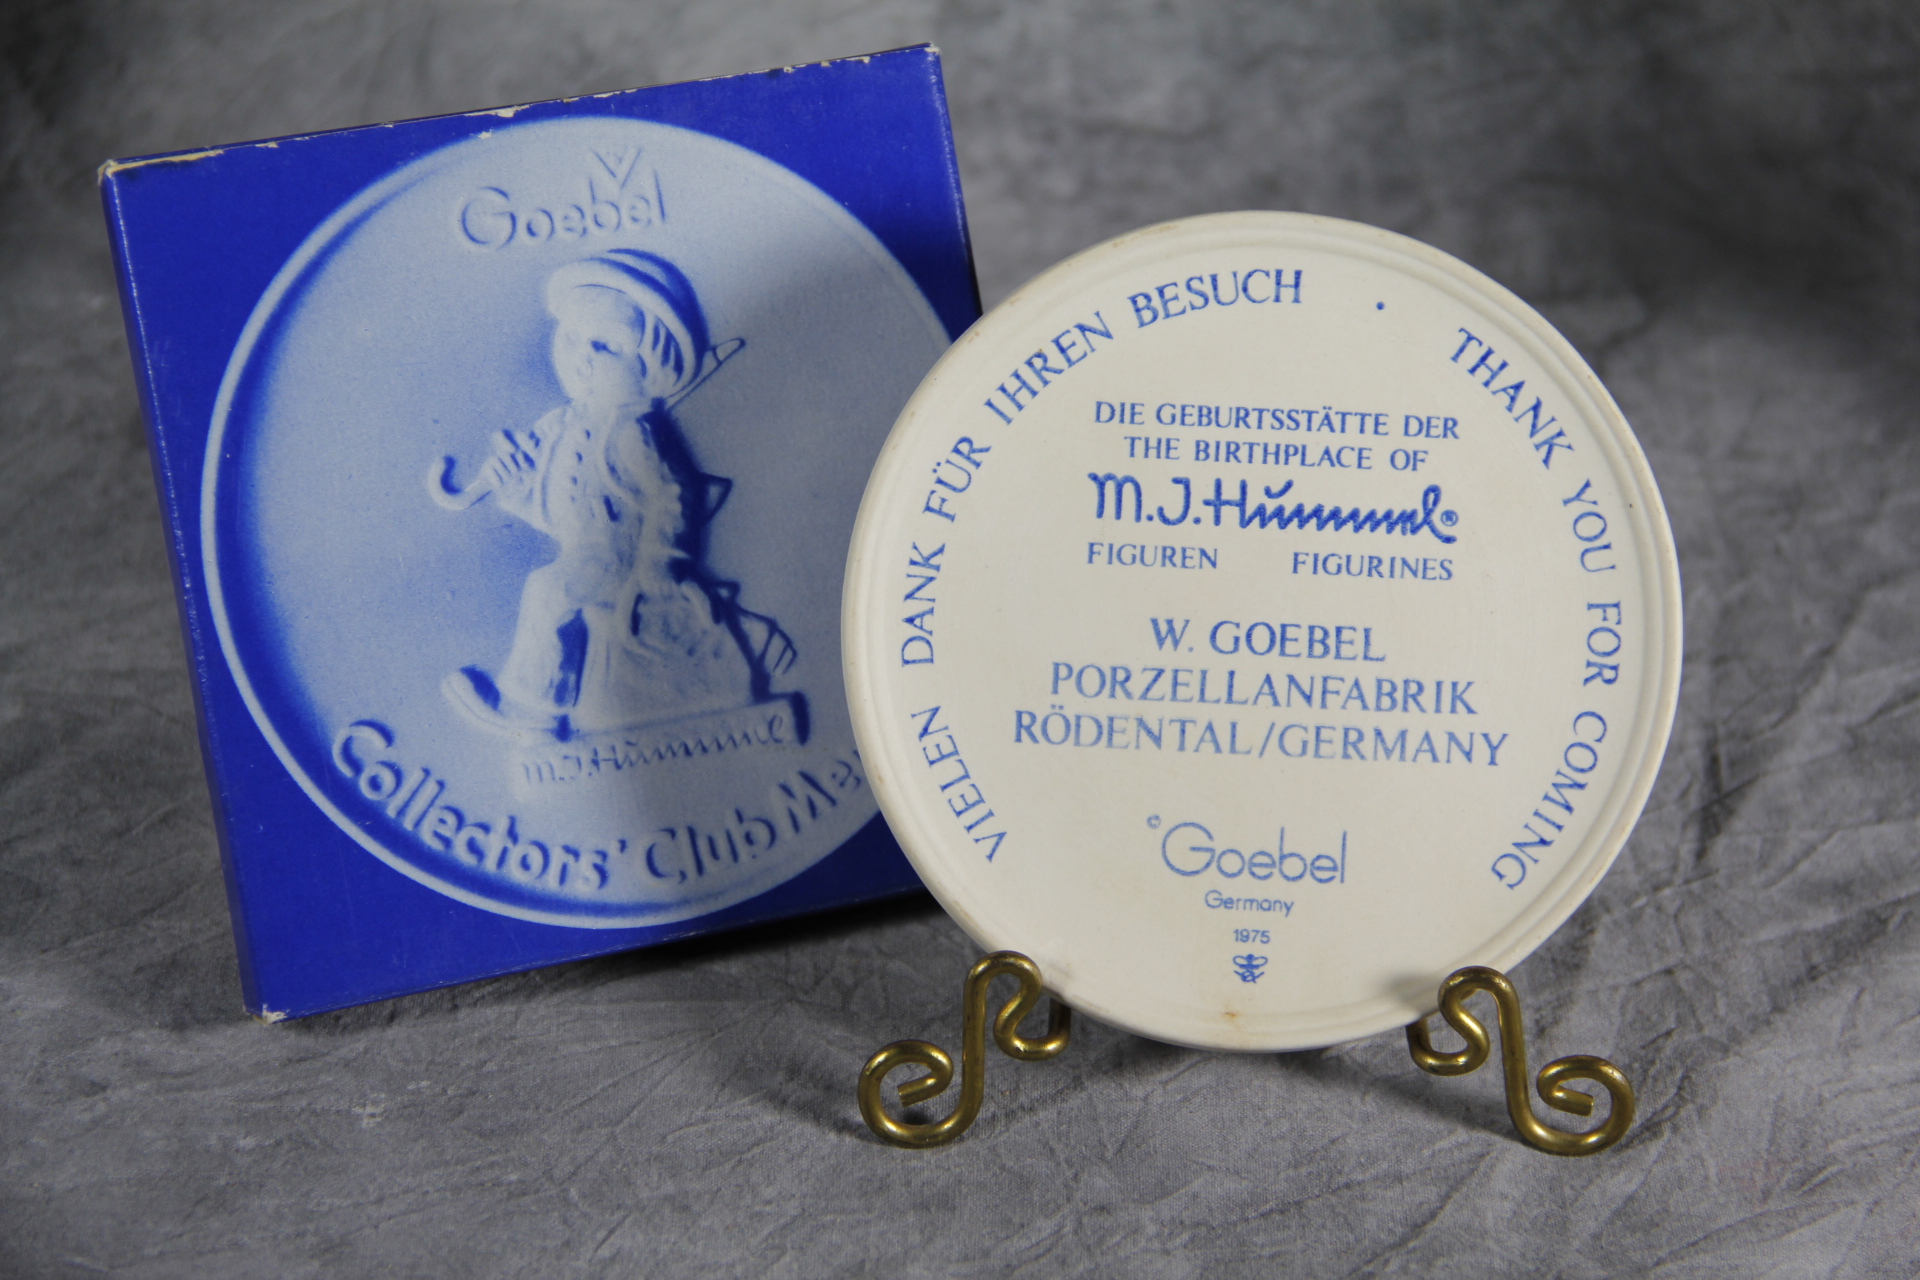 Goebel
M.J.Hummel
Collectors' Club
VIELEN DANK FÜR IHREN BESUCH · THANK YOU FOR COMING
DIE GEBURTSSTÄTTE DER
THE BIRTHPLACE OF
M.J.Hummel®
FIGUREN FIGURINES
W. GOEBEL
PORZELLANFABRIK
RÖDENTAL/GERMANY
© Goebel
Germany
1975